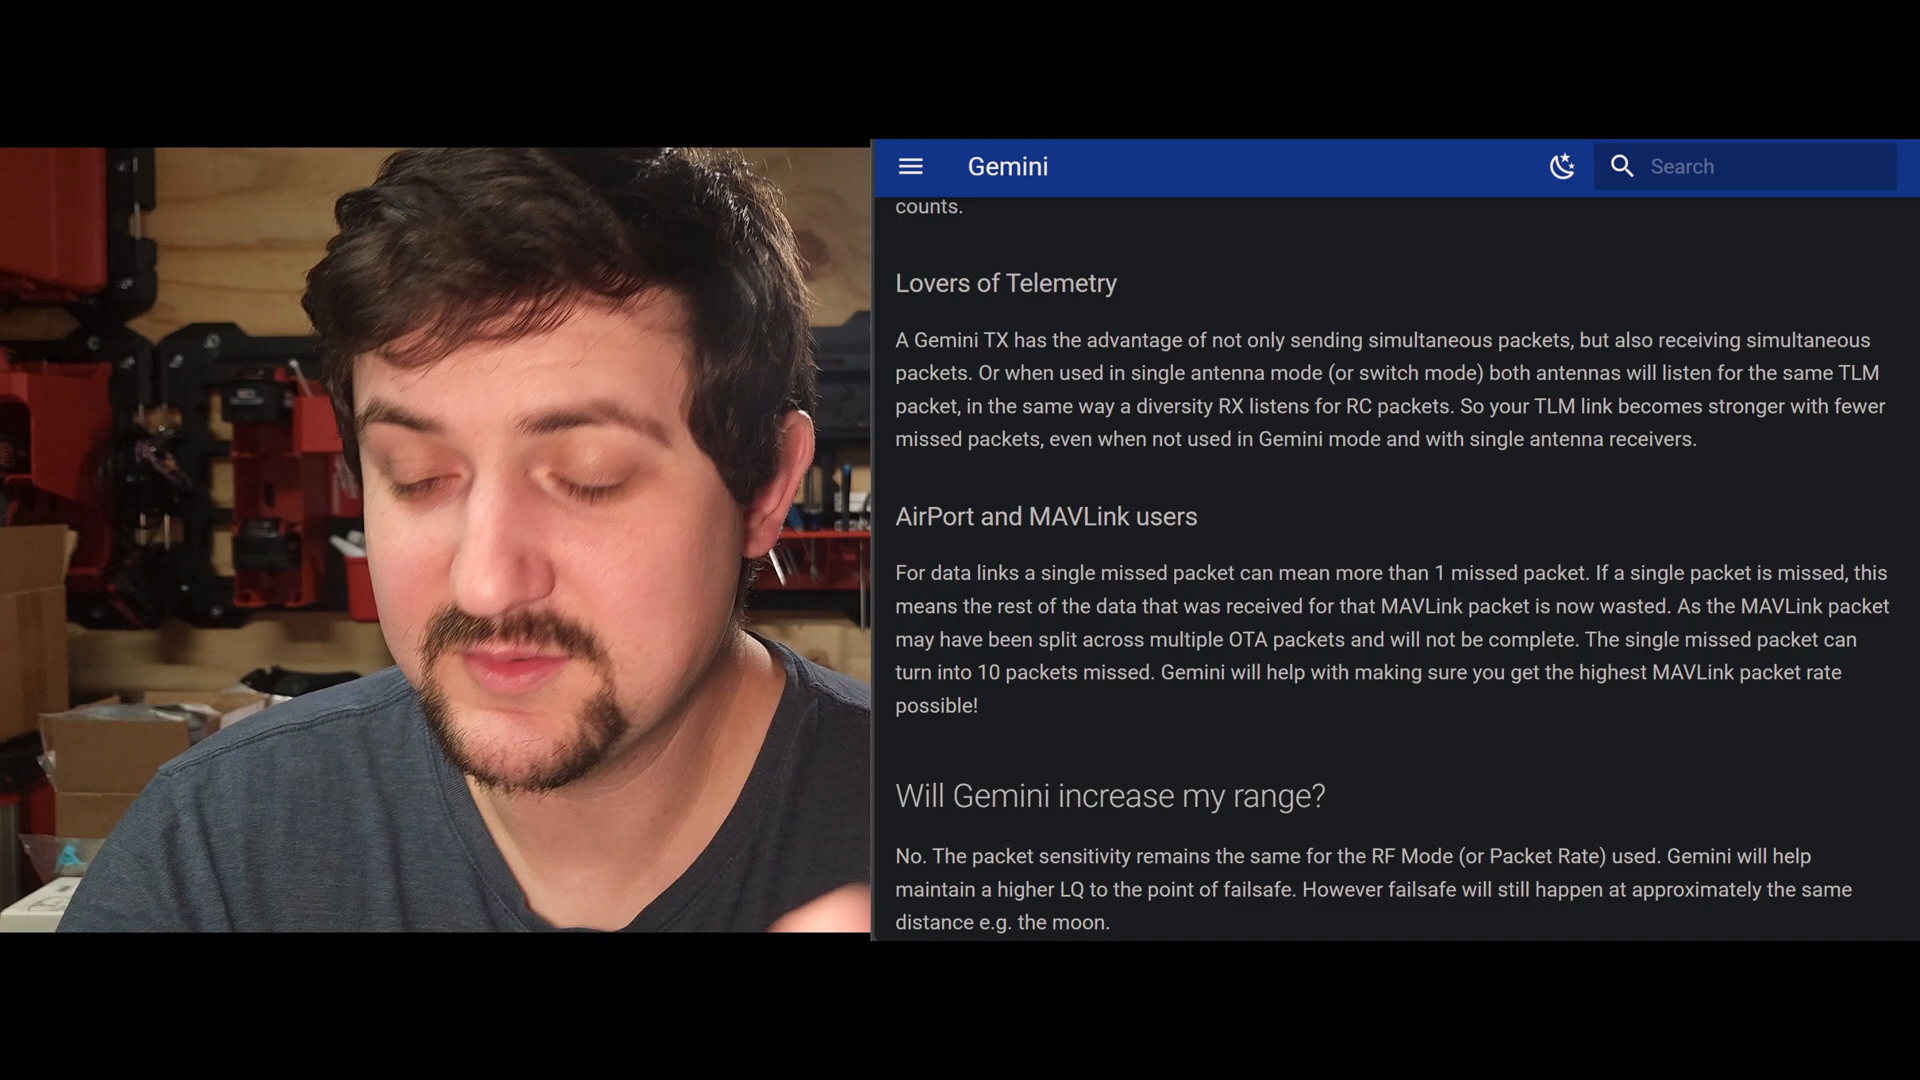 Gemini
Search
counts.
Lovers of Telemetry
A Gemini TX has the advantage of not only sending simultaneous packets, but also receiving simultaneous
packets. Or when used in single antenna mode (or switch mode) both antennas will listen for the same TLM
packet, in the same way a diversity RX listens for RC packets. So your TLM link becomes stronger with fewer
missed packets, even when not used in Gemini mode and with single antenna receivers.
AirPort and MAVLink users
For data links a single missed packet can mean more than 1 missed packet. If a single packet is missed, this
means the rest of the data that was received for that MAVLink packet is now wasted. As the MAVLink packet
may have been split across multiple OTA packets and will not be complete. The single missed packet can
turn into 10 packets missed. Gemini will help with making sure you get the highest MAVLink packet rate
possible!
Will Gemini increase my range?
No. The packet sensitivity remains the same for the RF Mode (or Packet Rate) used. Gemini will help
maintain a higher LQ to the point of failsafe. However failsafe will still happen at approximately the same
distance e.g. the moon.